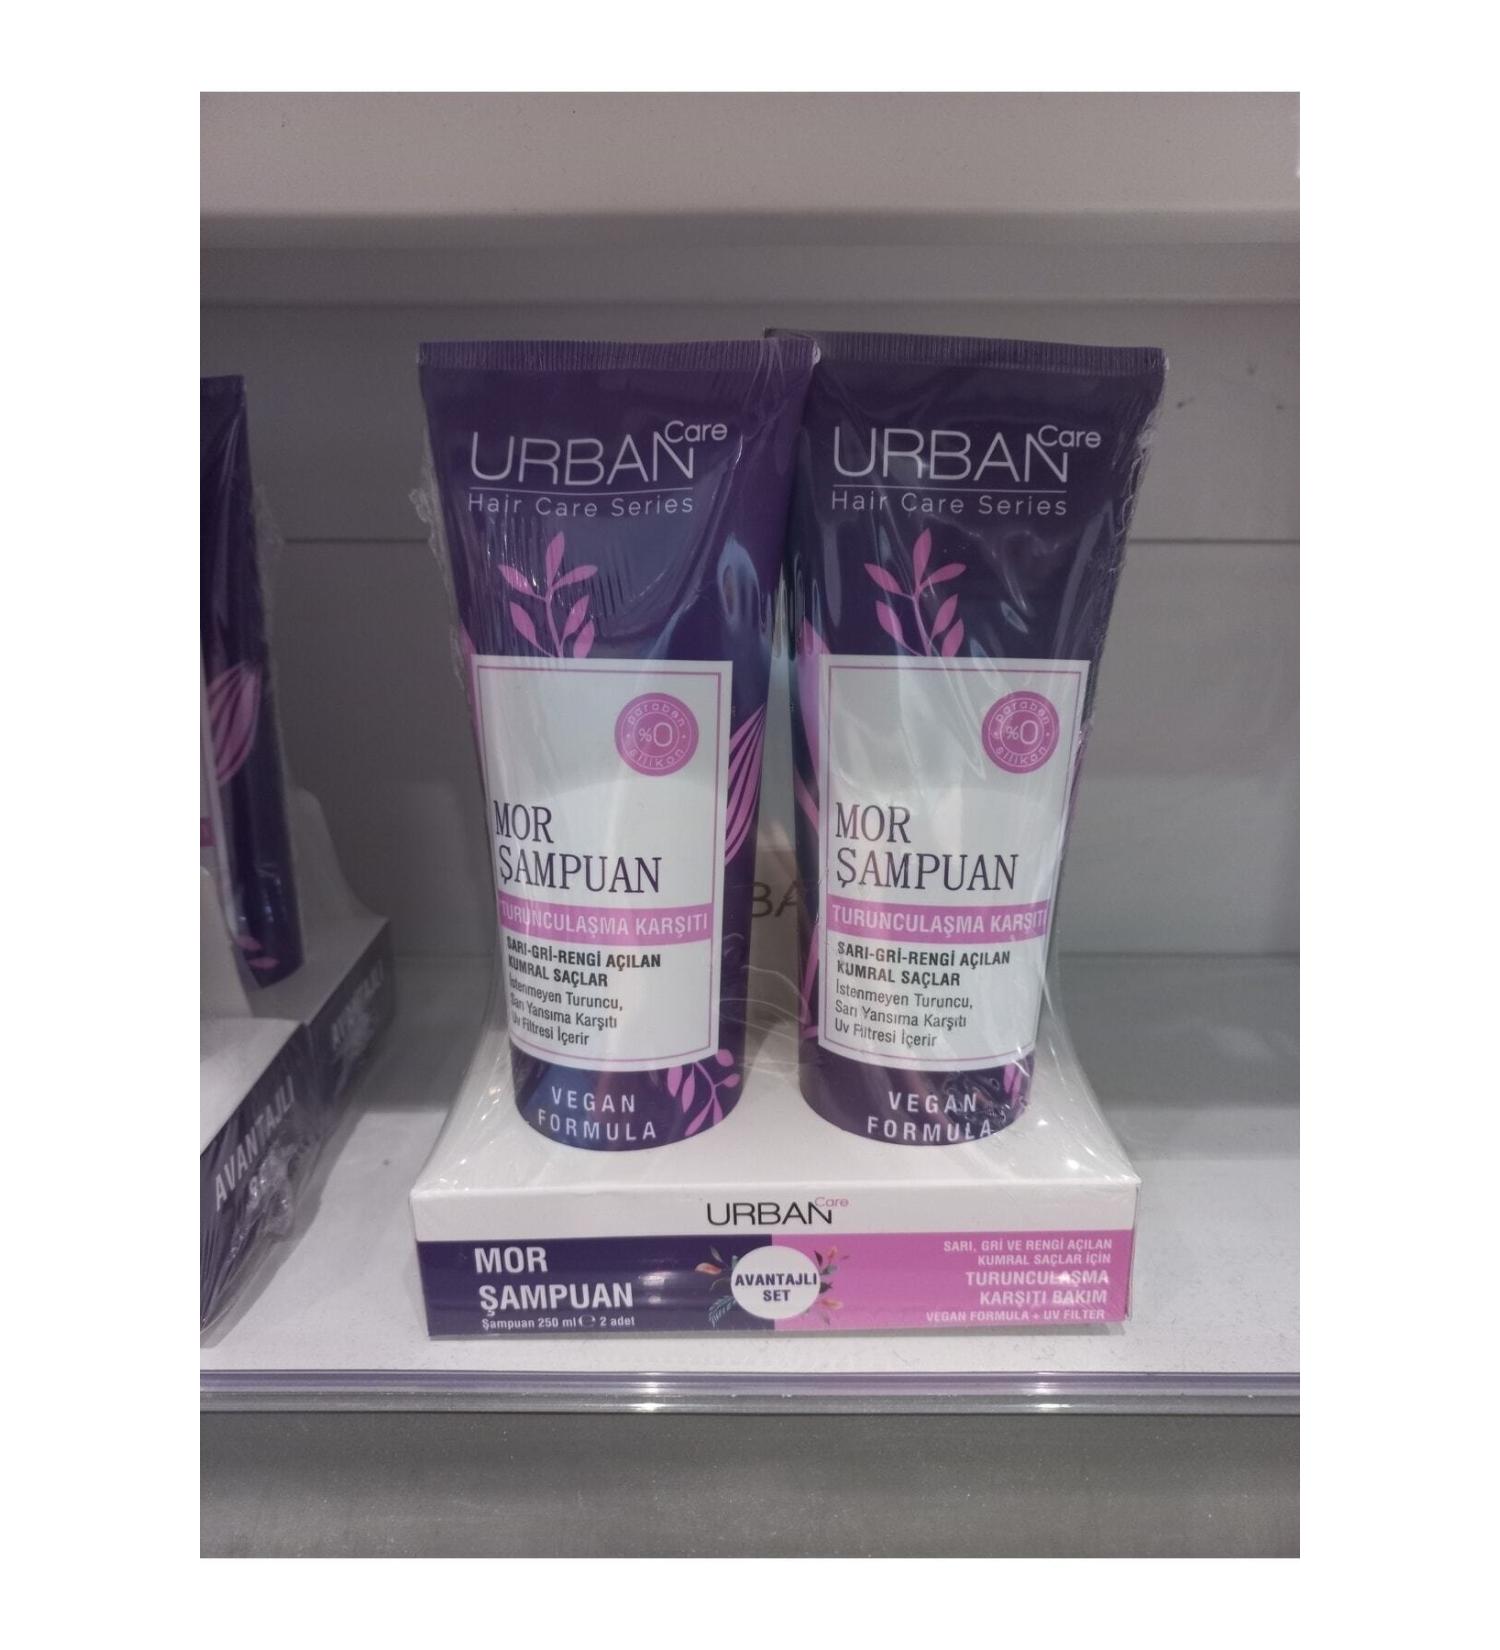 URBAN Care
Hair Care Series
paraben
%0
silikon
MOR
ŞAMPUAN
TURUNCULAŞMA KARŞITI
SARI-GRİ-RENGİ AÇILAN
KUMRAL SAÇLAR
İstenmeyen Turuncu,
Sarı Yansıma Karşıtı
Uv Filtresi İçerir
VEGAN
FORMULA
URBAN Care
Hair Care Series
paraben
%0
silikon
MOR
ŞAMPUAN
TURUNCULAŞMA KARŞITI
SARI-GRİ-RENGİ AÇILAN
KUMRAL SAÇLAR
İstenmeyen Turuncu,
Sarı Yansıma Karşıtı
Uv Filtresi İçerir
VEGAN
FORMULA
URBAN Care
MOR
ŞAMPUAN
Şampuan 250 ml ℮ 2 adet
AVANTAJLI
SET
SARI, GRİ VE RENGİ AÇILAN
KUMRAL SAÇLAR İÇİN
TURUNCULAŞMA
KARŞITI BAKIM
VEGAN FORMULA + UV FILTER
AVANTAJLI